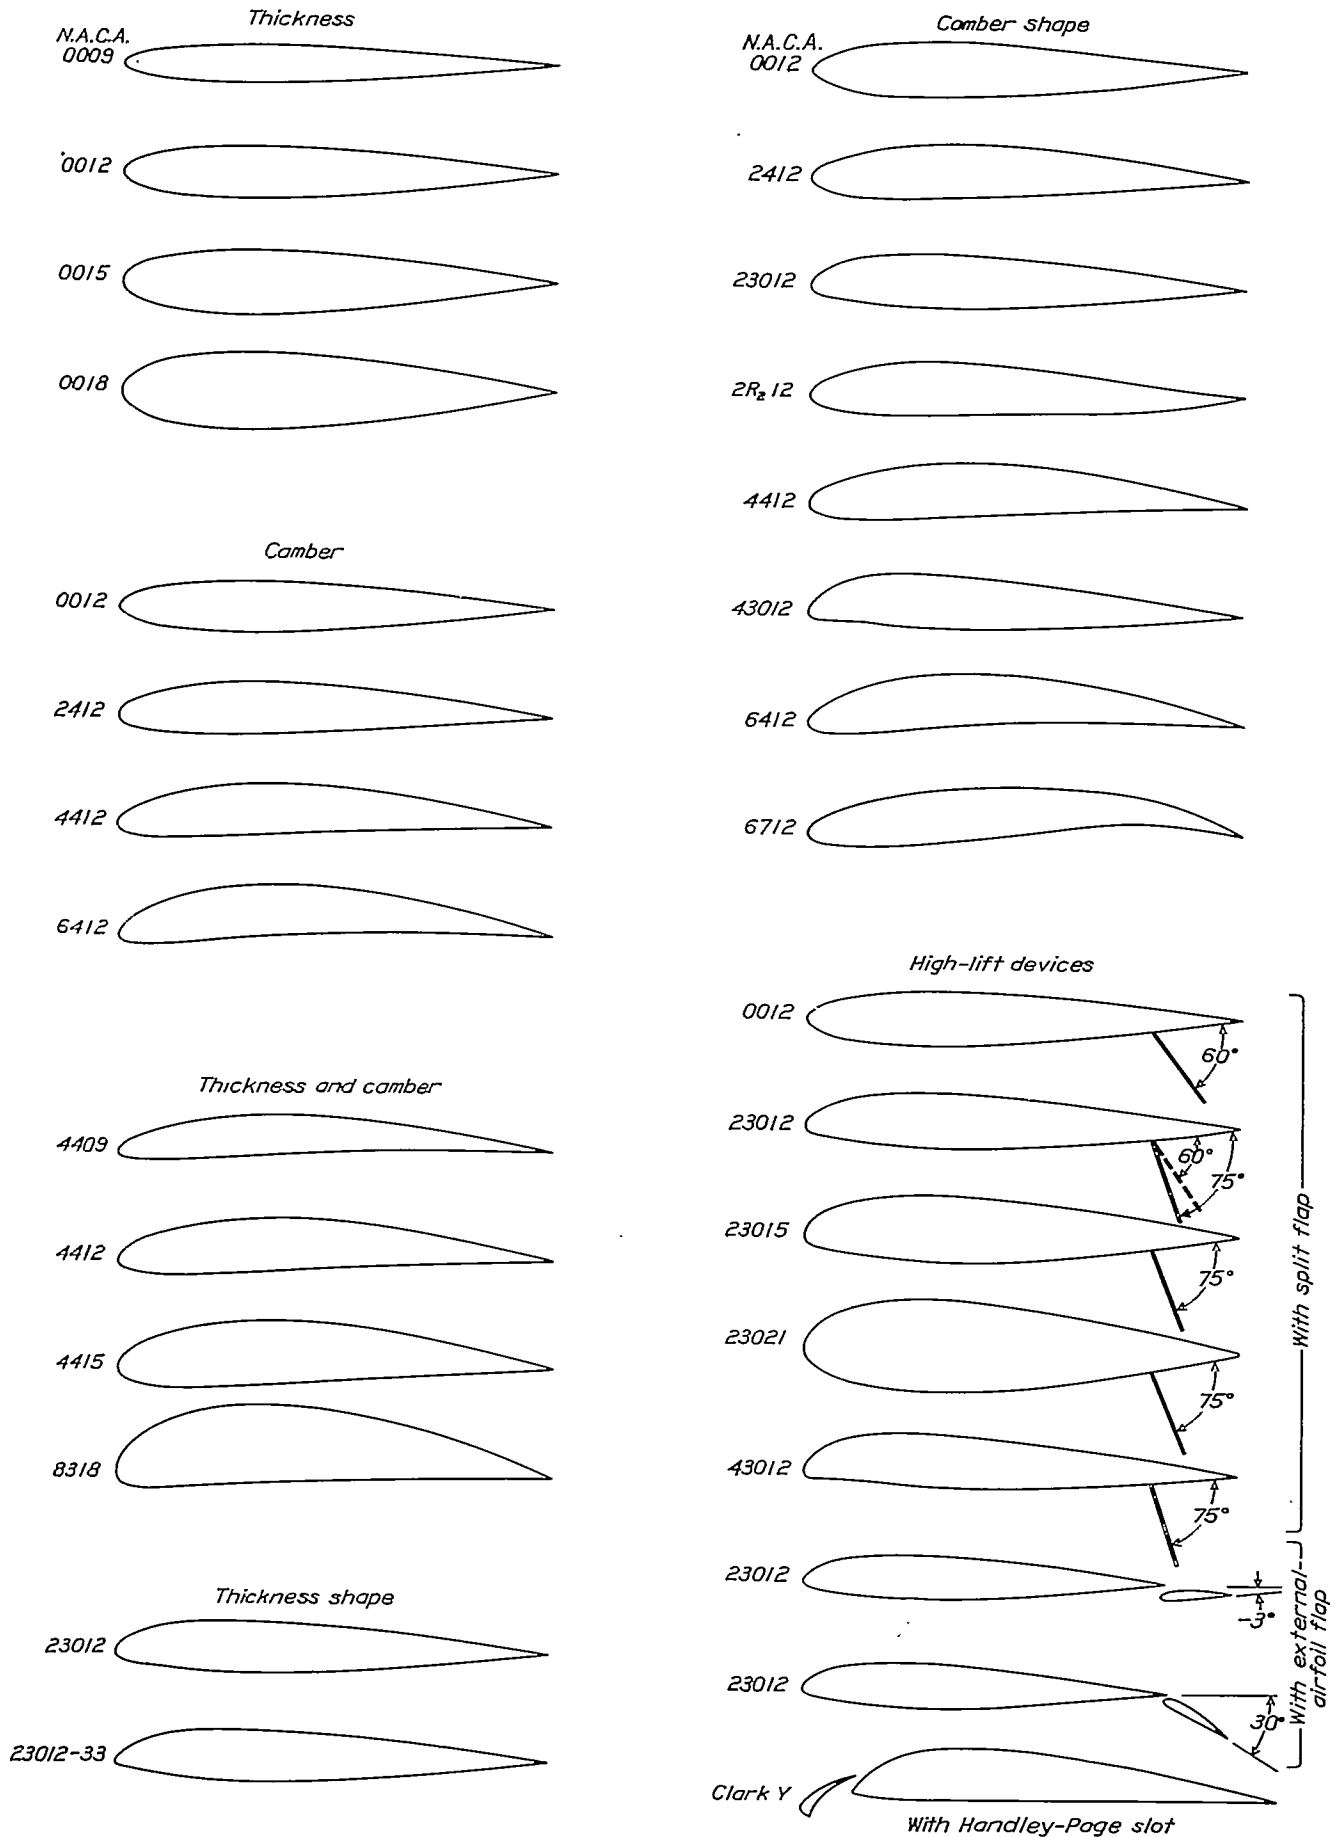 Thickness
N.A.C.A.
0009
0012
0015
0018
Camber
0012
2412
4412
6412
Thickness and camber
4409
4412
4415
8318
Thickness shape
23012
23012-33
Camber shape
N.A.C.A.
0012
2412
23012
2R₂12
4412
43012
6412
6712
High-lift devices
0012
60°
23012
60°
75°
23015
75°
23021
75°
43012
75°
With split flap
23012
-3°
23012
30°
With external-
airfoil flap
Clark Y
With Handley-Page slot